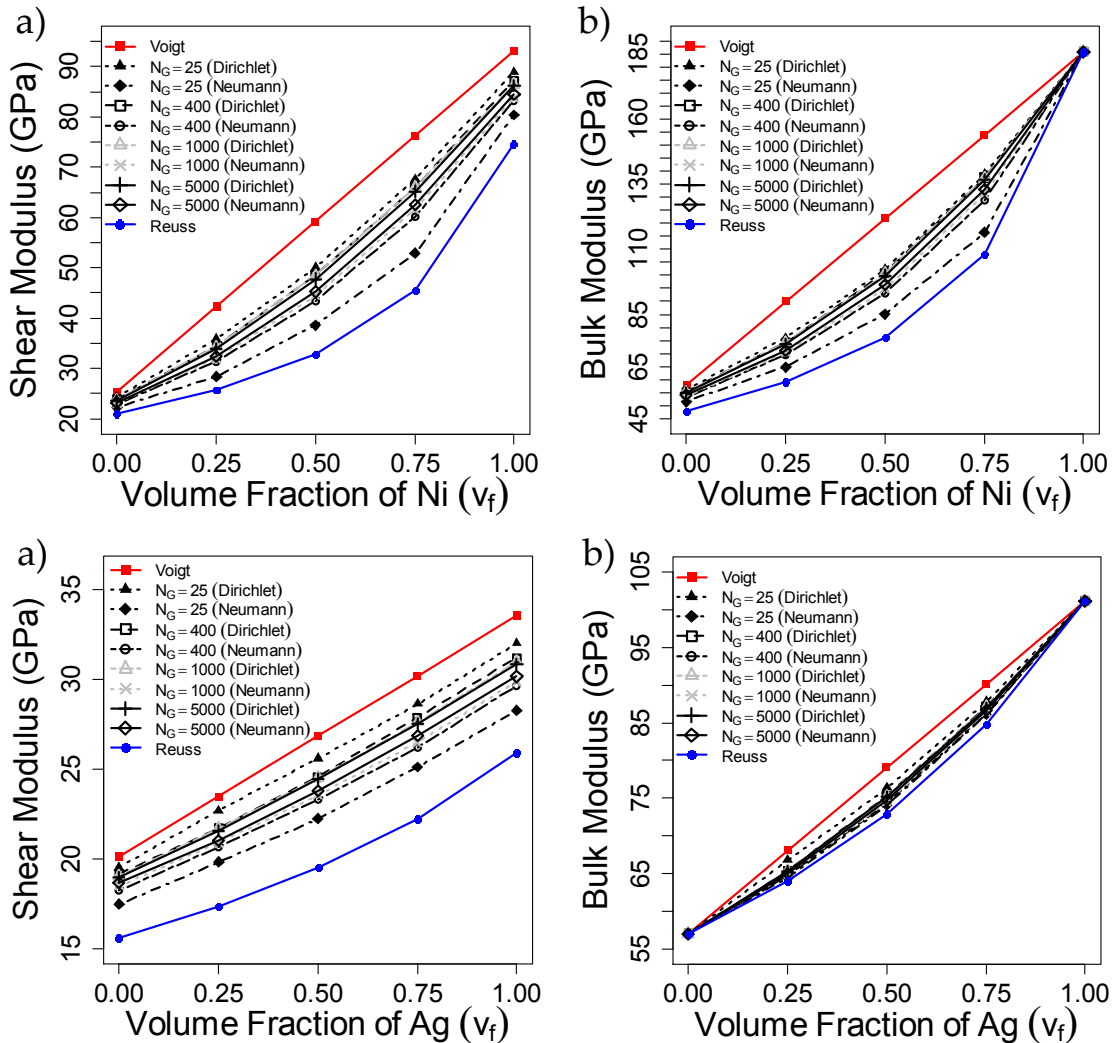 a)
Shear Modulus (GPa)
90
80
70
60
50
40
30
20
Voigt
N_G = 25 (Dirichlet)
N_G = 25 (Neumann)
N_G = 400 (Dirichlet)
N_G = 400 (Neumann)
N_G = 1000 (Dirichlet)
N_G = 1000 (Neumann)
N_G = 5000 (Dirichlet)
N_G = 5000 (Neumann)
Reuss
0.00 0.25 0.50 0.75 1.00
Volume Fraction of Ni (v_f)
b)
Bulk Modulus (GPa)
185
160
135
110
85
65
45
Voigt
N_G = 25 (Dirichlet)
N_G = 25 (Neumann)
N_G = 400 (Dirichlet)
N_G = 400 (Neumann)
N_G = 1000 (Dirichlet)
N_G = 1000 (Neumann)
N_G = 5000 (Dirichlet)
N_G = 5000 (Neumann)
Reuss
0.00 0.25 0.50 0.75 1.00
Volume Fraction of Ni (v_f)
a)
Shear Modulus (GPa)
35
30
25
20
15
Voigt
N_G = 25 (Dirichlet)
N_G = 25 (Neumann)
N_G = 400 (Dirichlet)
N_G = 400 (Neumann)
N_G = 1000 (Dirichlet)
N_G = 1000 (Neumann)
N_G = 5000 (Dirichlet)
N_G = 5000 (Neumann)
Reuss
0.00 0.25 0.50 0.75 1.00
Volume Fraction of Ag (v_f)
b)
Bulk Modulus (GPa)
105
95
85
75
65
55
Voigt
N_G = 25 (Dirichlet)
N_G = 25 (Neumann)
N_G = 400 (Dirichlet)
N_G = 400 (Neumann)
N_G = 1000 (Dirichlet)
N_G = 1000 (Neumann)
N_G = 5000 (Dirichlet)
N_G = 5000 (Neumann)
Reuss
0.00 0.25 0.50 0.75 1.00
Volume Fraction of Ag (v_f)